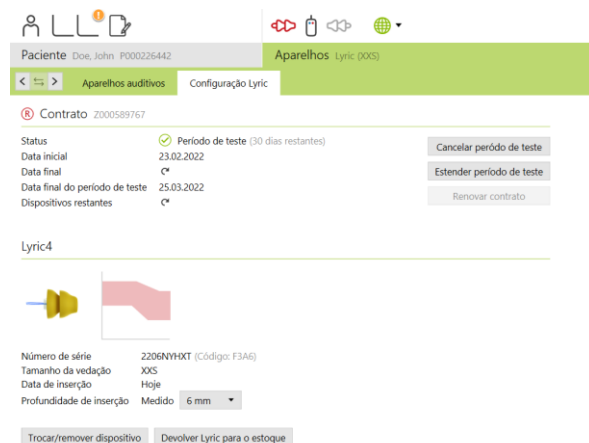 Paciente Doe, John P000226442
Aparelhos Lyric (XXS)
Aparelhos auditivos Configuração Lyric
R Contrato Z000589767
Status Período de teste (30 dias restantes)
Data inicial 23.02.2022
Data final
Data final do período de teste 25.03.2022
Dispositivos restantes
Cancelar peródo de teste
Estender período de teste
Renovar contrato
Lyric4
Número de série 2206NYHXT (Código: F3A6)
Tamanho da vedação XXS
Data de inserção Hoje
Profundidade de inserção Medido 6 mm
Trocar/remover dispositivo Devolver Lyric para o estoque